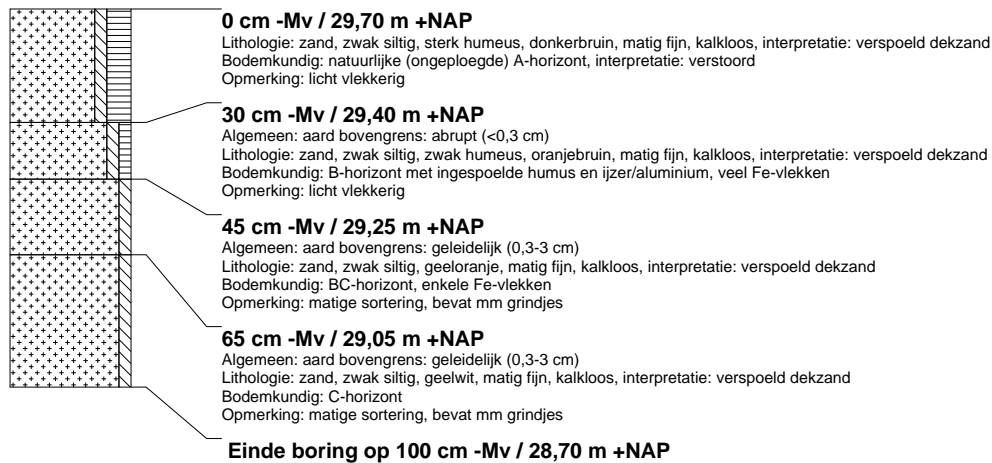 0 cm -Mv / 29,70 m +NAP
Lithologie: zand, zwak siltig, sterk humeus, donkerbruin, matig fijn, kalkloos, interpretatie: verspoeld dekzand
Bodemkundig: natuurlijke (ongeploegde) A-horizont, interpretatie: verstoord
Opmerking: licht vlekkerig
30 cm -Mv / 29,40 m +NAP
Algemeen: aard bovengrens: abrupt (<0,3 cm)
Lithologie: zand, zwak siltig, zwak humeus, oranjebruin, matig fijn, kalkloos, interpretatie: verspoeld dekzand
Bodemkundig: B-horizont met ingespoelde humus en ijzer/aluminium, veel Fe-vlekken
Opmerking: licht vlekkerig
45 cm -Mv / 29,25 m +NAP
Algemeen: aard bovengrens: geleidelijk (0,3-3 cm)
Lithologie: zand, zwak siltig, geeloranje, matig fijn, kalkloos, interpretatie: verspoeld dekzand
Bodemkundig: BC-horizont, enkele Fe-vlekken
Opmerking: matige sortering, bevat mm grindjes
65 cm -Mv / 29,05 m +NAP
Algemeen: aard bovengrens: geleidelijk (0,3-3 cm)
Lithologie: zand, zwak siltig, geelwit, matig fijn, kalkloos, interpretatie: verspoeld dekzand
Bodemkundig: C-horizont
Opmerking: matige sortering, bevat mm grindjes
Einde boring op 100 cm -Mv / 28,70 m +NAP